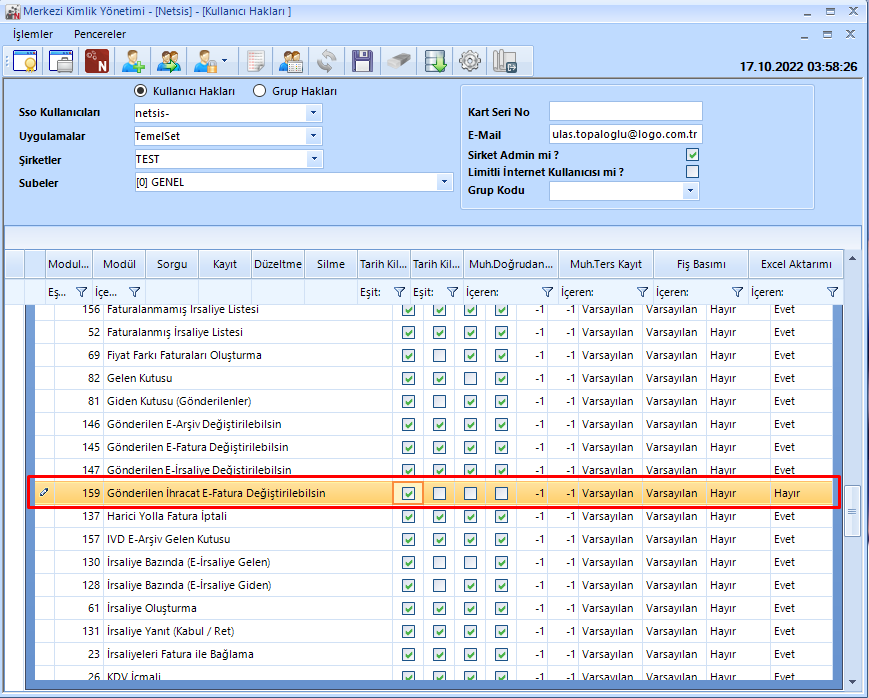 Merkezi Kimlik Yönetimi - [Netsis] - [Kullanıcı Hakları ]
İşlemler Pencereler
17.10.2022 03:58:26
Kullanıcı Hakları Grup Hakları
Sso Kullanıcıları netsis-
Uygulamalar TemelSet
Şirketler TEST
Subeler [0] GENEL
Kart Seri No
E-Mail ulas.topaloglu@logo.com.tr
Sirket Admin mi ?
Limitli İnternet Kullanıcısı mi ?
Grup Kodu
Modul... Modül Sorgu Kayıt Düzeltme Silme Tarih Kil... Tarih Kil... Muh.Doğrudan... Muh.Ters Kayıt Fiş Basımı Excel Aktarımı
Eş... İçe... Eşit: Eşit: İçeren: İçeren: İçeren: İçeren:
156 Faturalanmamış İrsaliye Listesi -1 -1 Varsayılan Varsayılan Hayır Evet
52 Faturalanmış İrsaliye Listesi -1 -1 Varsayılan Varsayılan Hayır Evet
69 Fiyat Farkı Faturaları Oluşturma -1 -1 Varsayılan Varsayılan Hayır Evet
82 Gelen Kutusu -1 -1 Varsayılan Varsayılan Hayır Evet
81 Giden Kutusu (Gönderilenler) -1 -1 Varsayılan Varsayılan Hayır Evet
146 Gönderilen E-Arşiv Değiştirilebilsin -1 -1 Varsayılan Varsayılan Hayır Evet
145 Gönderilen E-Fatura Değiştirilebilsin -1 -1 Varsayılan Varsayılan Hayır Evet
147 Gönderilen E-İrsaliye Değiştirilebilsin -1 -1 Varsayılan Varsayılan Hayır Evet
159 Gönderilen İhracat E-Fatura Değiştirilebilsin -1 -1 Varsayılan Varsayılan Hayır Hayır
137 Harici Yolla Fatura İptali -1 -1 Varsayılan Varsayılan Hayır Evet
157 IVD E-Arşiv Gelen Kutusu -1 -1 Varsayılan Varsayılan Hayır Evet
130 İrsaliye Bazında (E-İrsaliye Gelen) -1 -1 Varsayılan Varsayılan Hayır Evet
128 İrsaliye Bazında (E-İrsaliye Giden) -1 -1 Varsayılan Varsayılan Hayır Evet
61 İrsaliye Oluşturma -1 -1 Varsayılan Varsayılan Hayır Evet
131 İrsaliye Yanıt (Kabul / Ret) -1 -1 Varsayılan Varsayılan Hayır Evet
23 İrsaliyeleri Fatura ile Bağlama -1 -1 Varsayılan Varsayılan Hayır Evet
26 KDV İcmali -1 -1 Varsayılan Varsayılan Hayır Evet